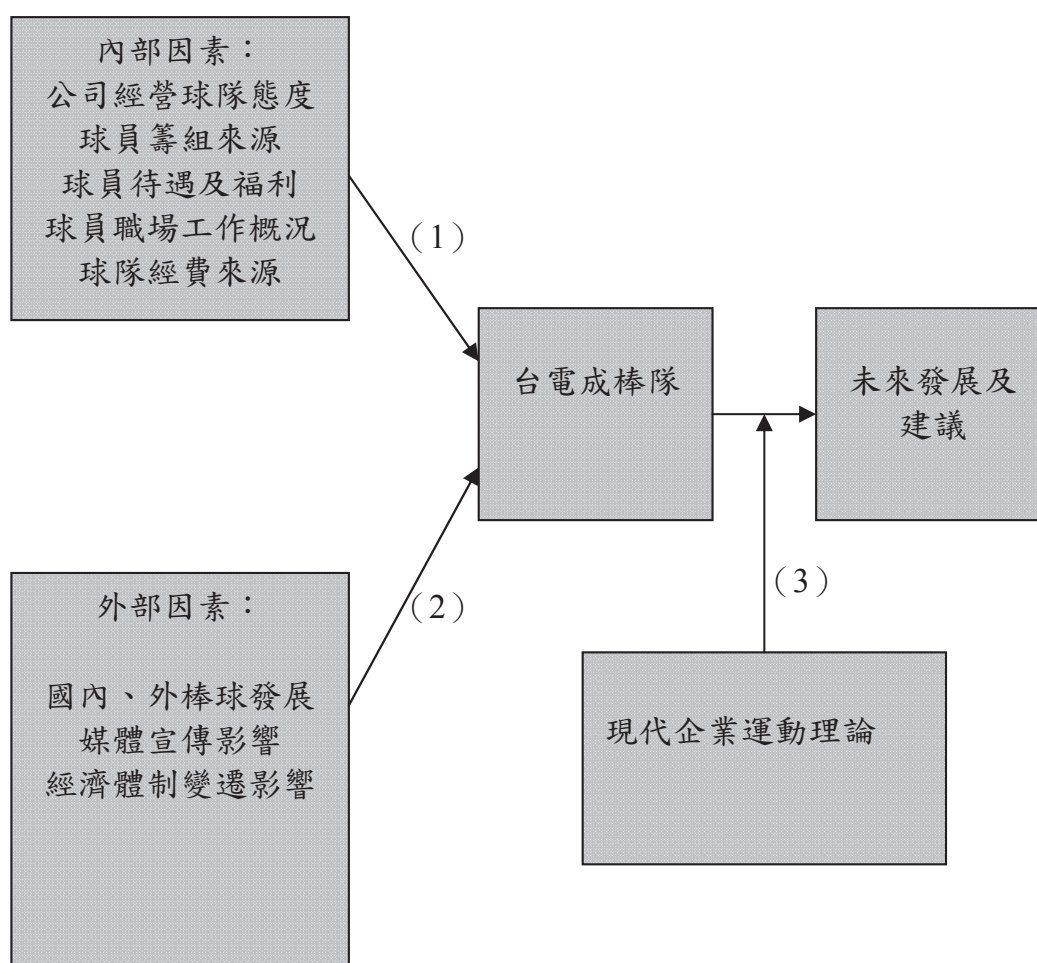 內部因素：
公司經營球隊態度
球員籌組來源
球員待遇及福利
球員職場工作概況
球隊經費來源
（1）
台電成棒隊
未來發展及
建議
外部因素：
國內、外棒球發展
媒體宣傳影響
經濟體制變遷影響
（2）
（3）
現代企業運動理論